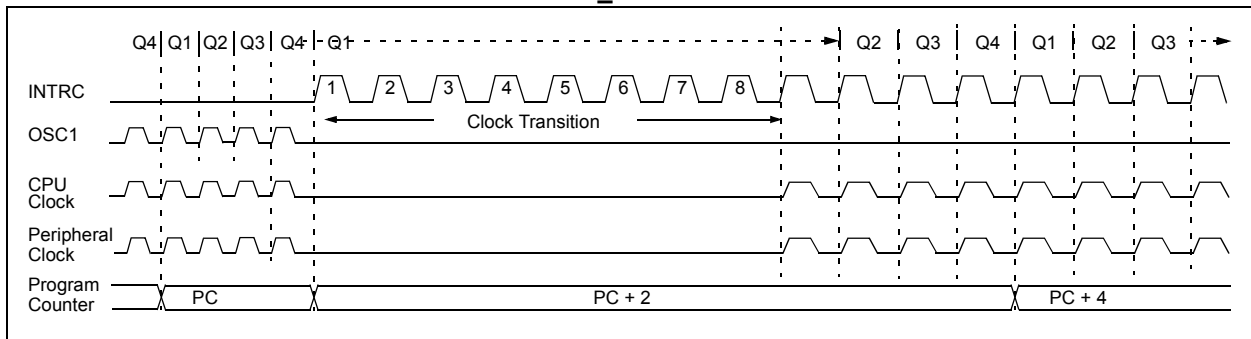 Q4 Q1 Q2 Q3 Q4 Q1 Q2 Q3 Q4 Q1 Q2 Q3
INTRC 1 2 3 4 5 6 7 8
Clock Transition
OSC1
CPU
Clock
Peripheral
Clock
Program
Counter
PC PC + 2 PC + 4